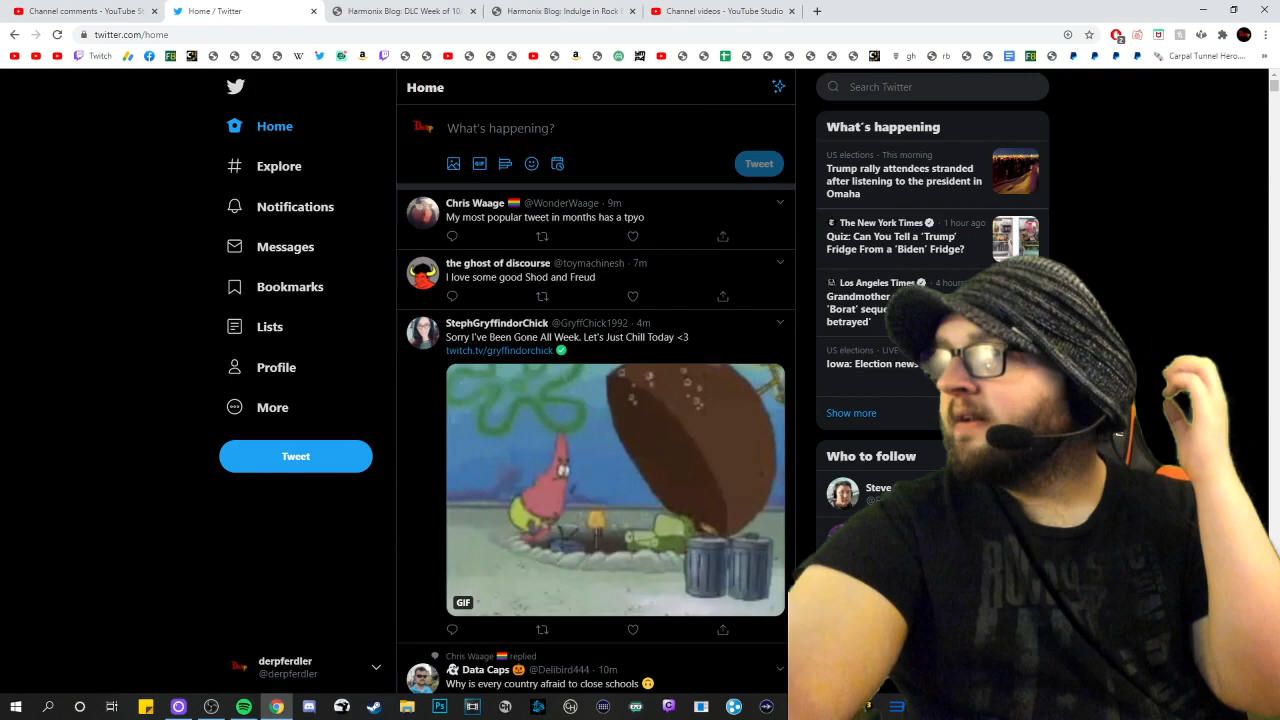 Channel comments - YouTube St
Home / Twitter
Harmonix Blog: DLC Week of 10
Harmonix Blog: Indulge in Rock E
Channel videos - YouTube Studio
twitter.com/home
Twitch
gh
rb
Carpal Tunnel Hero....
Home
Explore
Notifications
Messages
Bookmarks
Lists
Profile
More
Tweet
derpferdler
@derpferdler
Home
What's happening?
GIF
Tweet
Chris Waage @WonderWaage · 9m
My most popular tweet in months has a tpyo
the ghost of discourse @toymachinesh · 7m
I love some good Shod and Freud
StephGryffindorChick @GryffChick1992 · 4m
Sorry I've Been Gone All Week. Let's Just Chill Today <3
twitch.tv/gryffindorchick
GIF
Chris Waage replied
Data Caps @Delibird444 · 10m
Why is every country afraid to close schools
Search Twitter
What's happening
US elections · This morning
Trump rally attendees stranded
after listening to the president in
Omaha
The New York Times · 1 hour ago
Quiz: Can You Tell a 'Trump'
Fridge From a 'Biden' Fridge?
Los Angeles Times · 4 hours
Grandmother
'Borat' seque
betrayed'
US elections · LIVE
Iowa: Election news
Show more
Who to follow
Steve